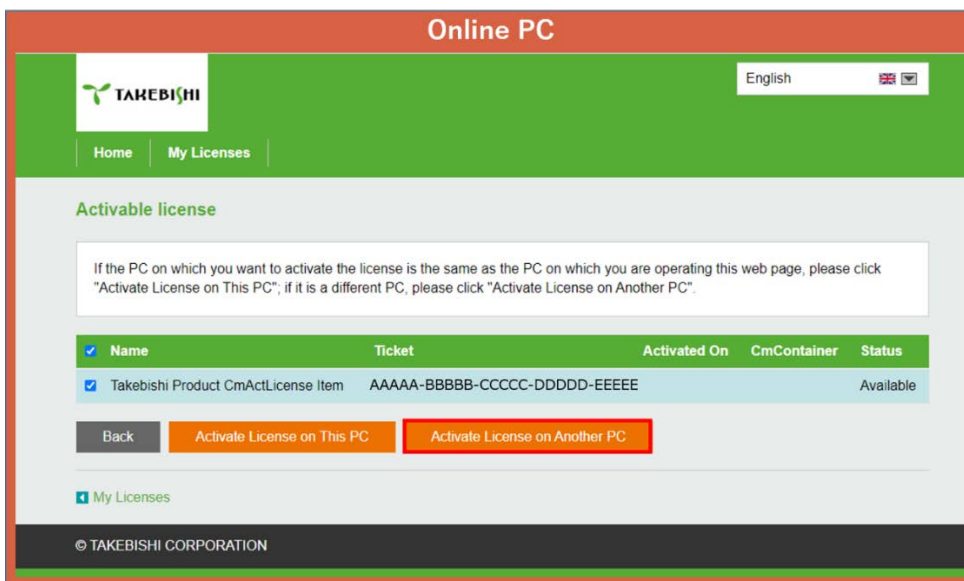 Online PC
TAKEBISHI
English
Home
My Licenses
Activable license
If the PC on which you want to activate the license is the same as the PC on which you are operating this web page, please click
"Activate License on This PC"; if it is a different PC, please click "Activate License on Another PC".
Name Ticket Activated On CmContainer Status
Takebishi Product CmActLicense Item AAAAA-BBBBB-CCCCC-DDDDD-EEEEE Available
Back Activate License on This PC Activate License on Another PC
My Licenses
© TAKEBISHI CORPORATION